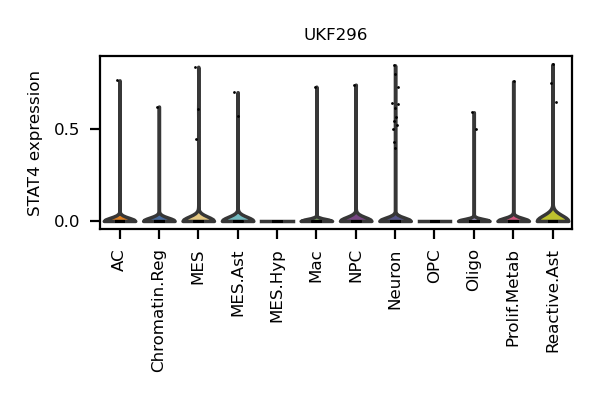 UKF296
STAT4 expression
0.5
0.0
AC
Chromatin.Reg
MES
MES.Ast
MES.Hyp
Mac
NPC
Neuron
OPC
Oligo
Prolif.Metab
Reactive.Ast